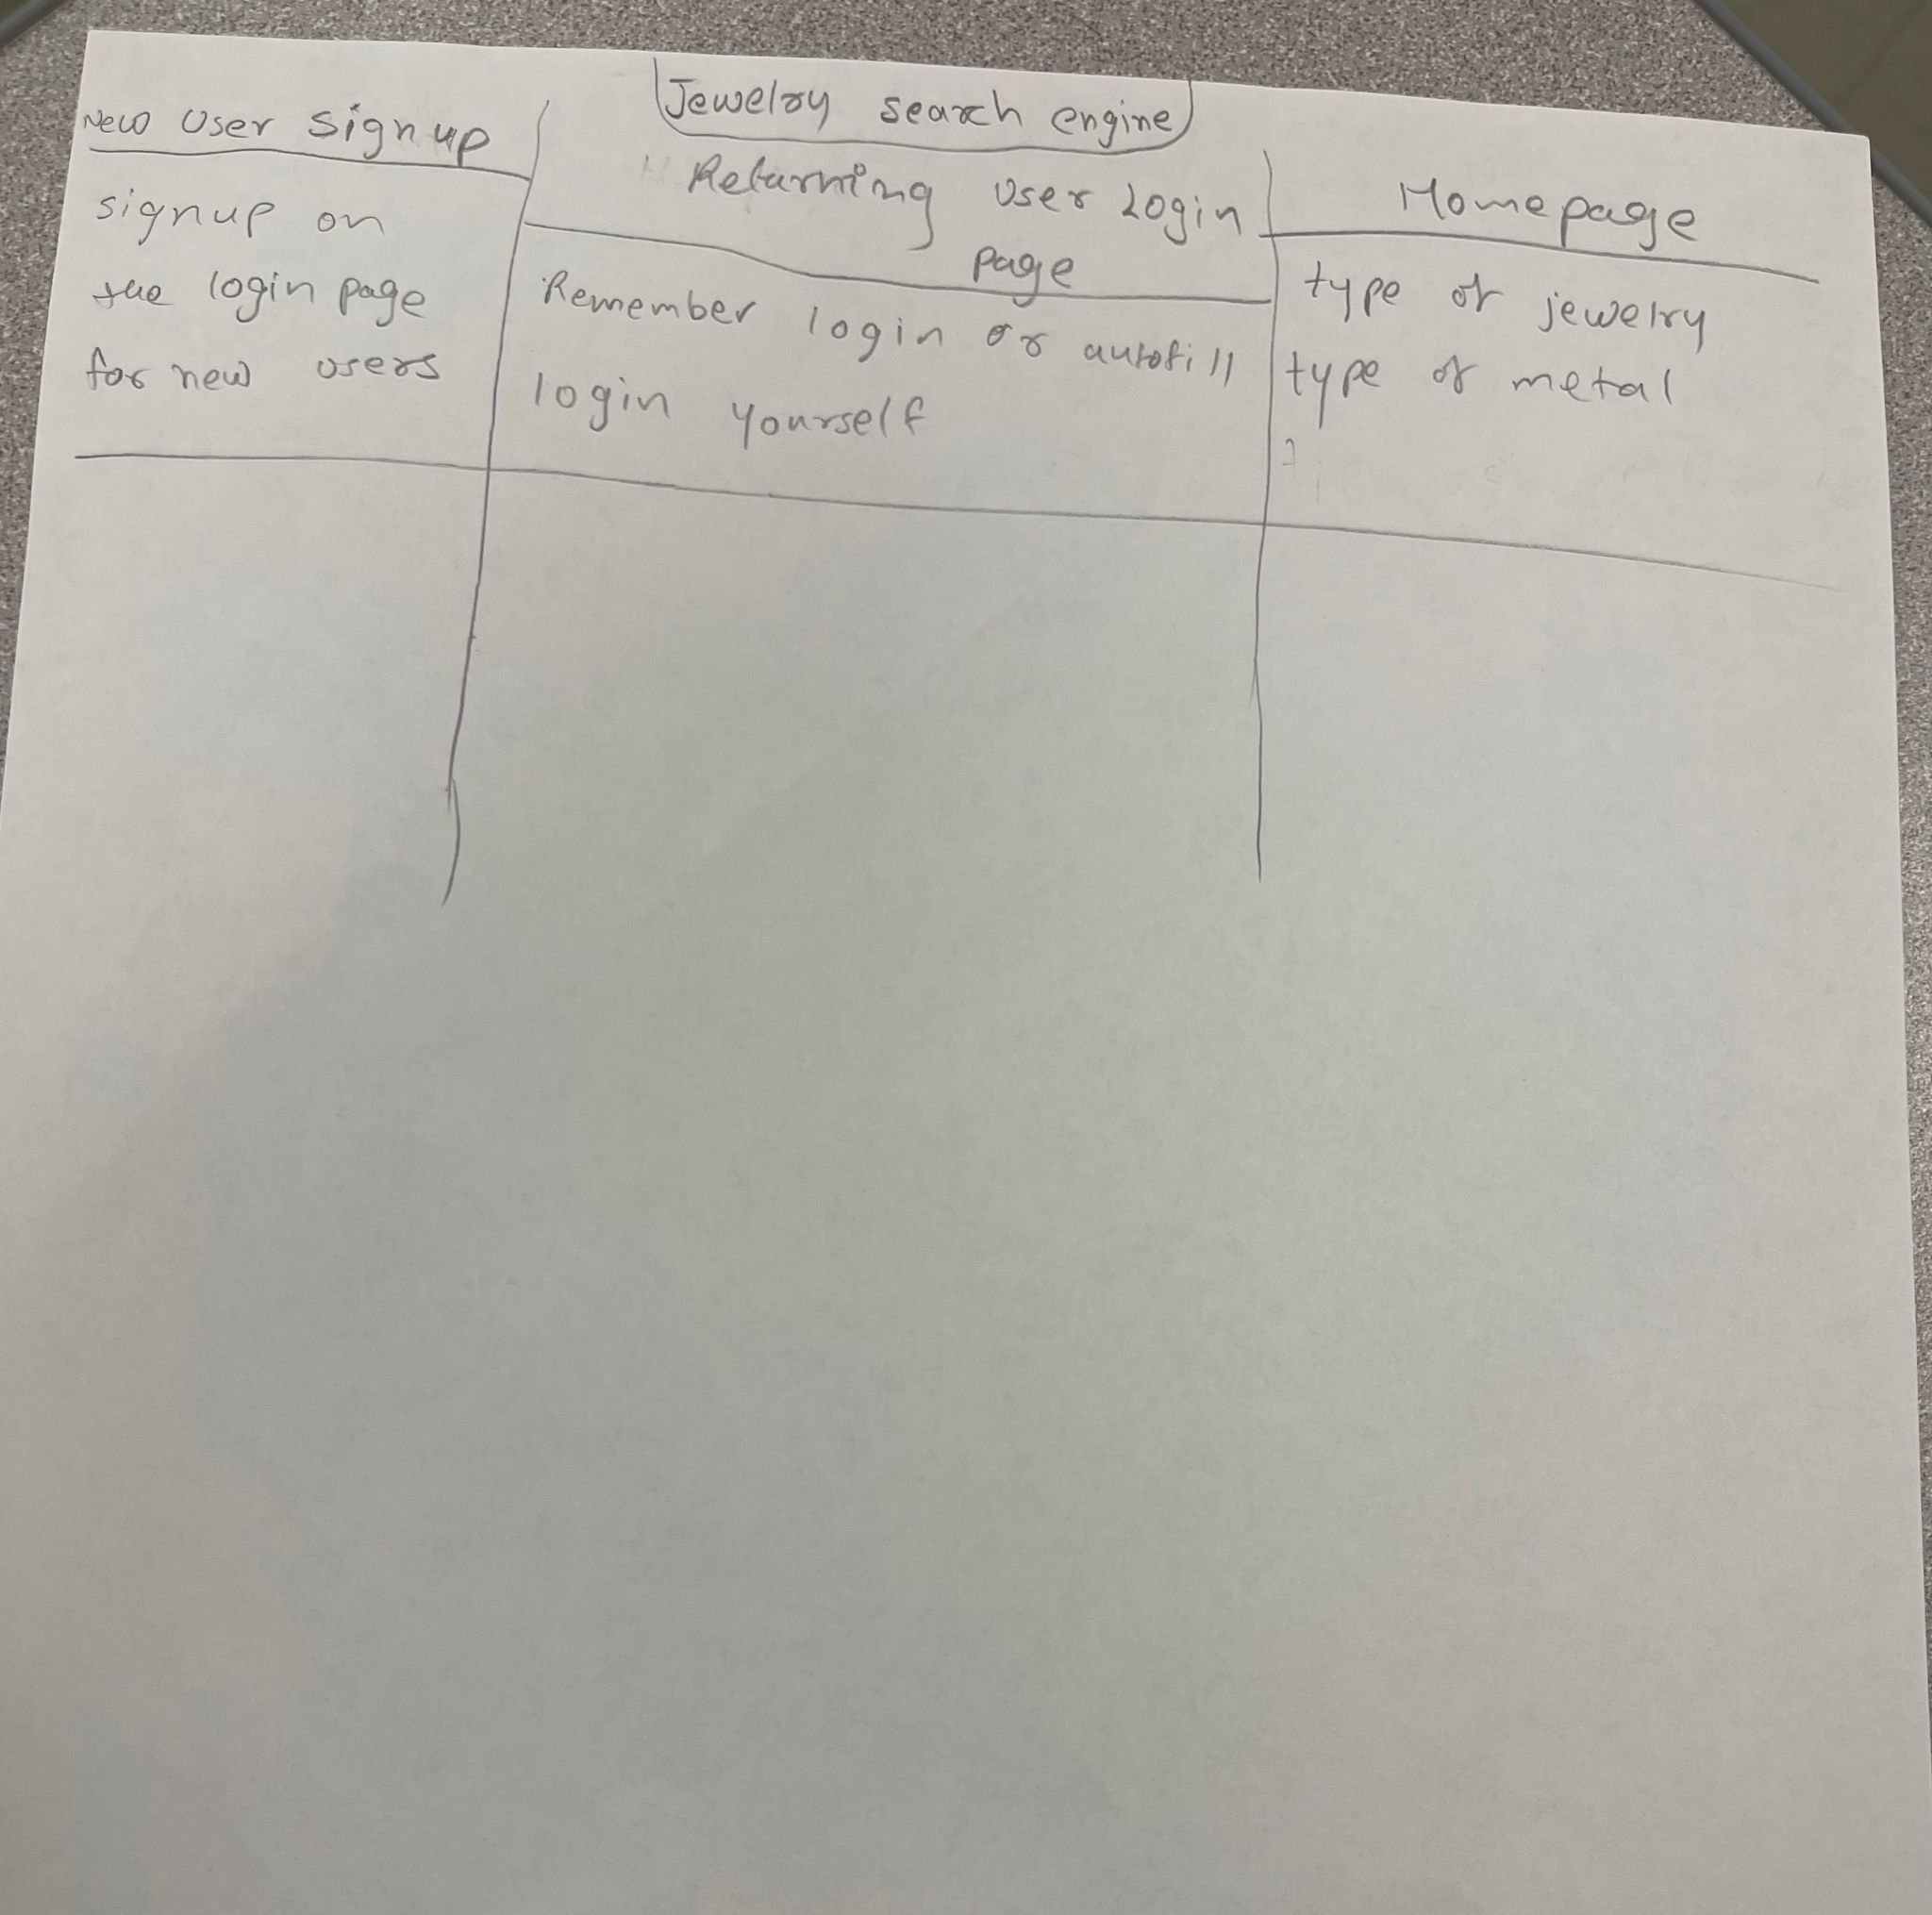 Jewelry search engine
New User Signup
signup on
the login page
for new users
Returning User Login
page
Remember login or autofill
login yourself
Homepage
type of jewelry
type of metal